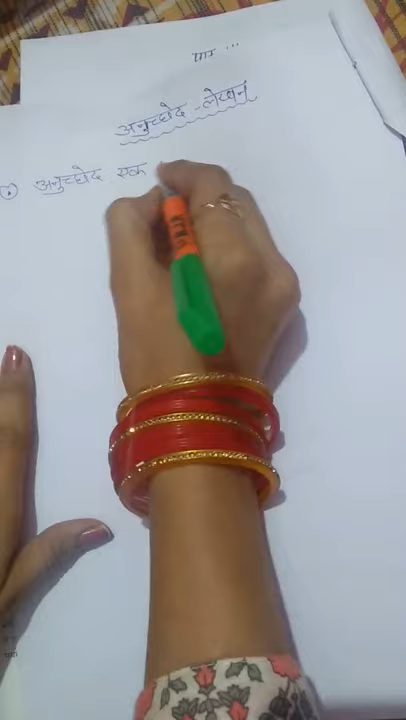 पाठ ...
अनुच्छेद - लेखन
अनुच्छेद एक